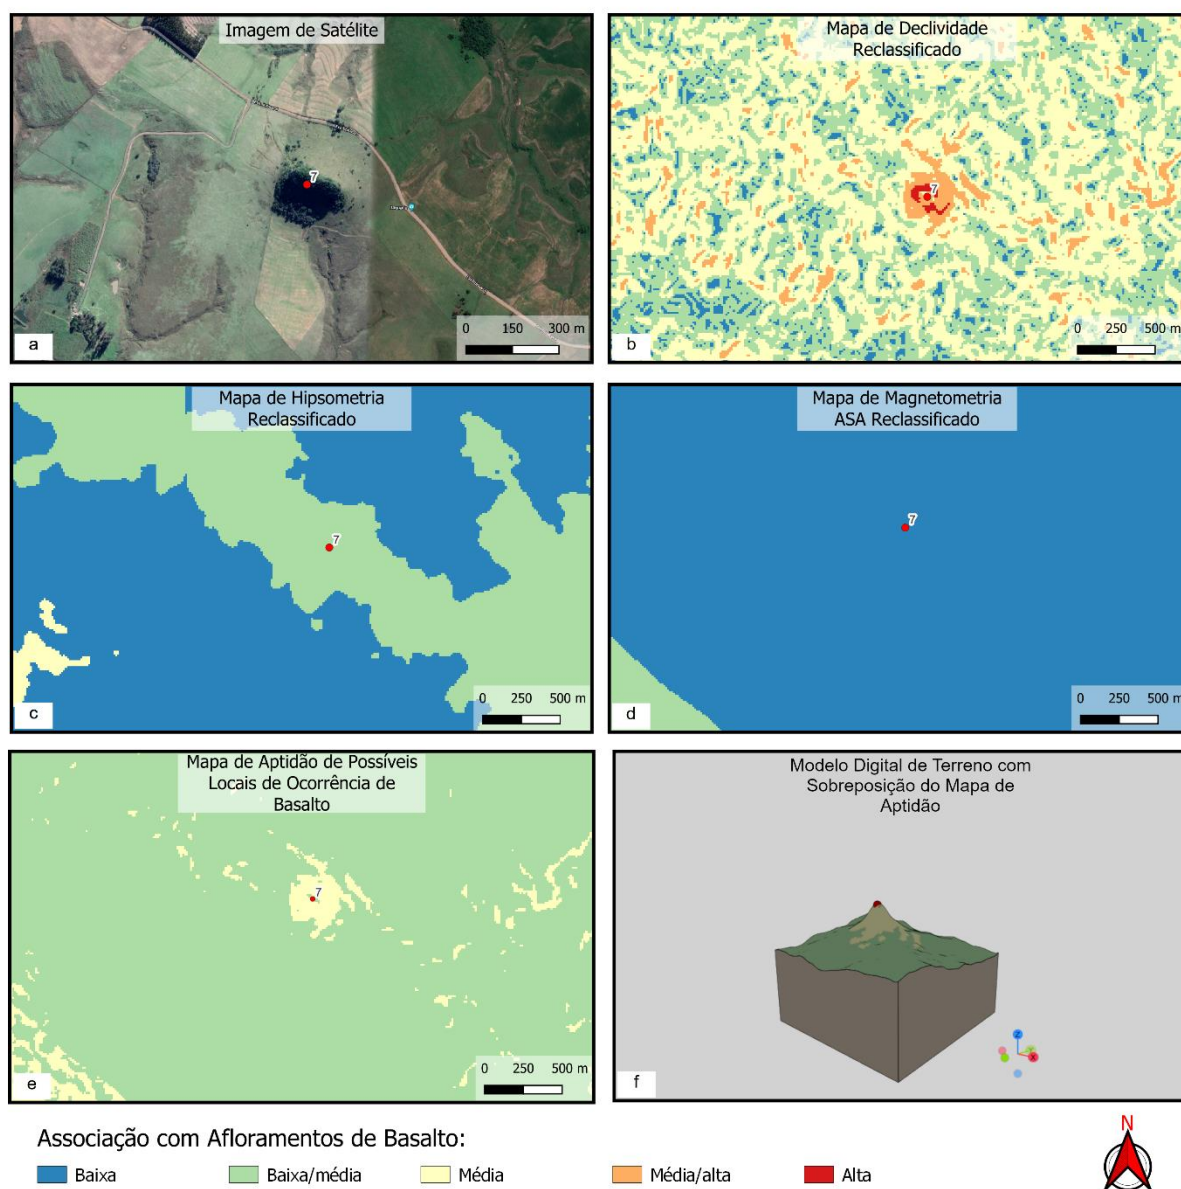 Imagem de Satélite
7
0 150 300 m
a
Mapa de Declividade
Reclassificado
7
0 250 500 m
b
Mapa de Hipsometria
Reclassificado
7
0 250 500 m
c
Mapa de Magnetometria
ASA Reclassificado
7
0 250 500 m
d
Mapa de Aptidão de Possíveis
Locais de Ocorrência de
Basalto
7
0 250 500 m
e
Modelo Digital de Terreno com
Sobreposição do Mapa de
Aptidão
Z
Y
X
f
Associação com Afloramentos de Basalto:
N
Baixa Baixa/média Média Média/alta Alta